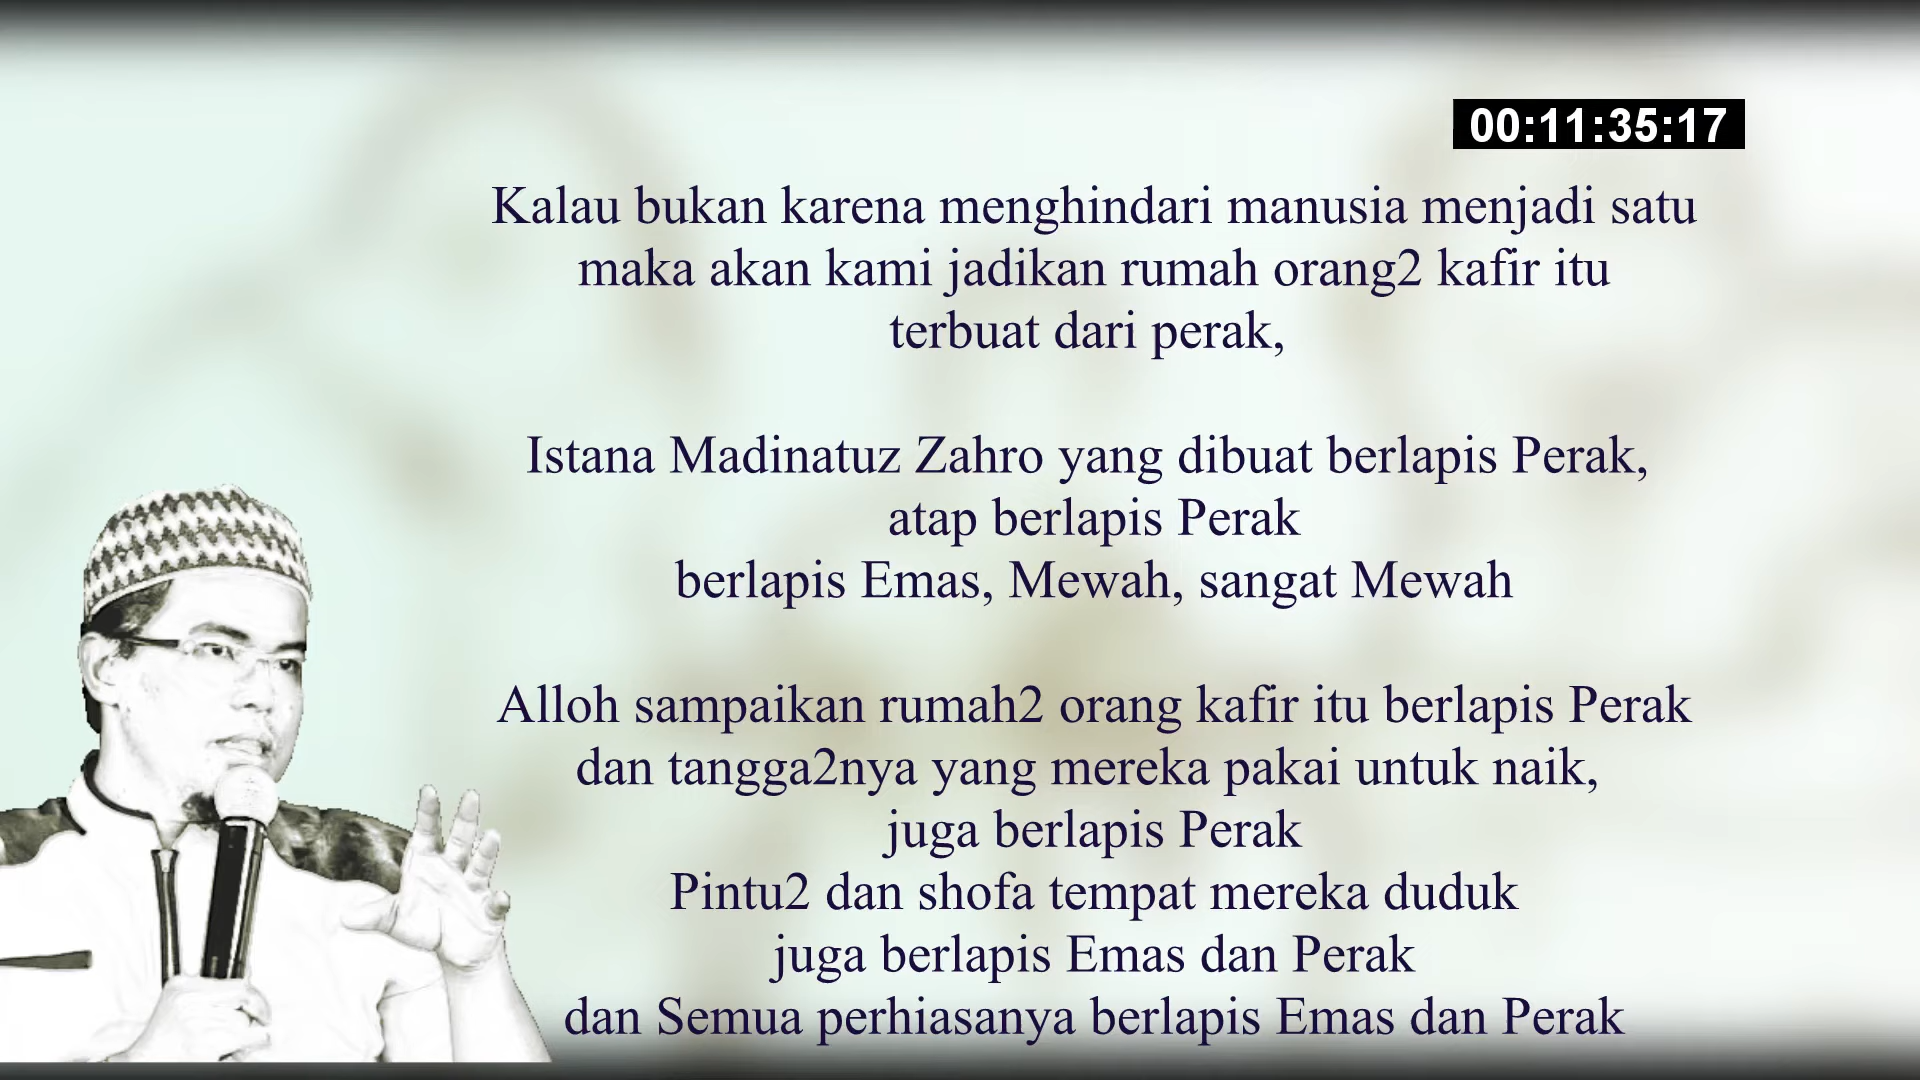 00:11:35:17
Kalau bukan karena menghindari manusia menjadi satu
maka akan kami jadikan rumah orang2 kafir itu
terbuat dari perak,
Istana Madinatuz Zahro yang dibuat berlapis Perak,
atap berlapis Perak
berlapis Emas, Mewah, sangat Mewah
Alloh sampaikan rumah2 orang kafir itu berlapis Perak
dan tangga2nya yang mereka pakai untuk naik,
juga berlapis Perak
Pintu2 dan shofa tempat mereka duduk
juga berlapis Emas dan Perak
dan Semua perhiasanya berlapis Emas dan Perak